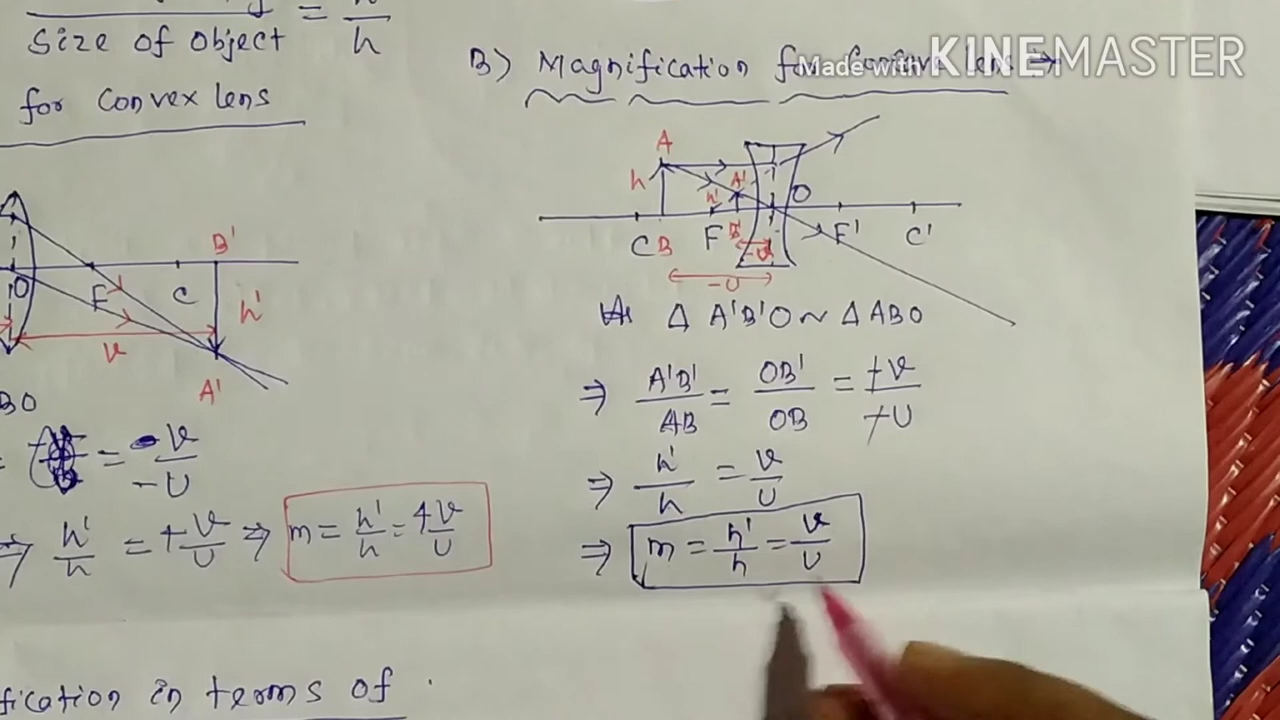 Size of object = h'/h
for convex lens
O F C B'
h'
v
A'
BO
= -v/-U
⇒ h'/h = +v/U ⇒ m = h'/h = +v/U
fication in terms of
B) Magnification for Concave lens →
Made with KINEMASTER
A
h A' O
h'
C B F B' F' C'
-v
-U
Δ A'B'O ~ Δ ABO
⇒ A'B'/AB = OB'/OB = +v/+U
⇒ h'/h = v/U
⇒ m = h'/h = v/U